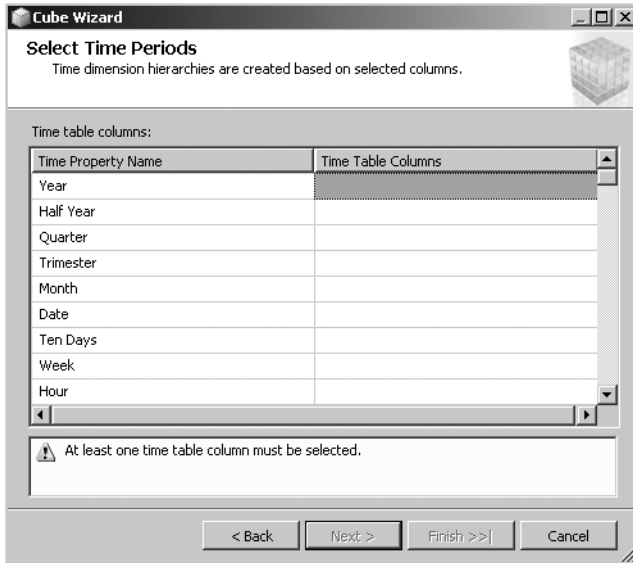 Cube Wizard
Select Time Periods
Time dimension hierarchies are created based on selected columns.
Time table columns:
Time Property Name Time Table Columns
Year
Half Year
Quarter
Trimester
Month
Date
Ten Days
Week
Hour
At least one time table column must be selected.
< Back Next > Finish >>| Cancel